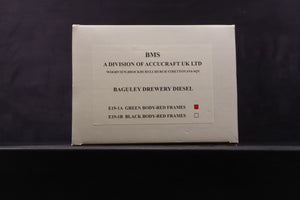 BMS
A DIVISION OF ACCUCRAFT UK LTD
BAGULEY DREWERY DIESEL
E19-1A GREEN BODY-RED FRAMES
E19-1B BLACK BODY-RED FRAMES